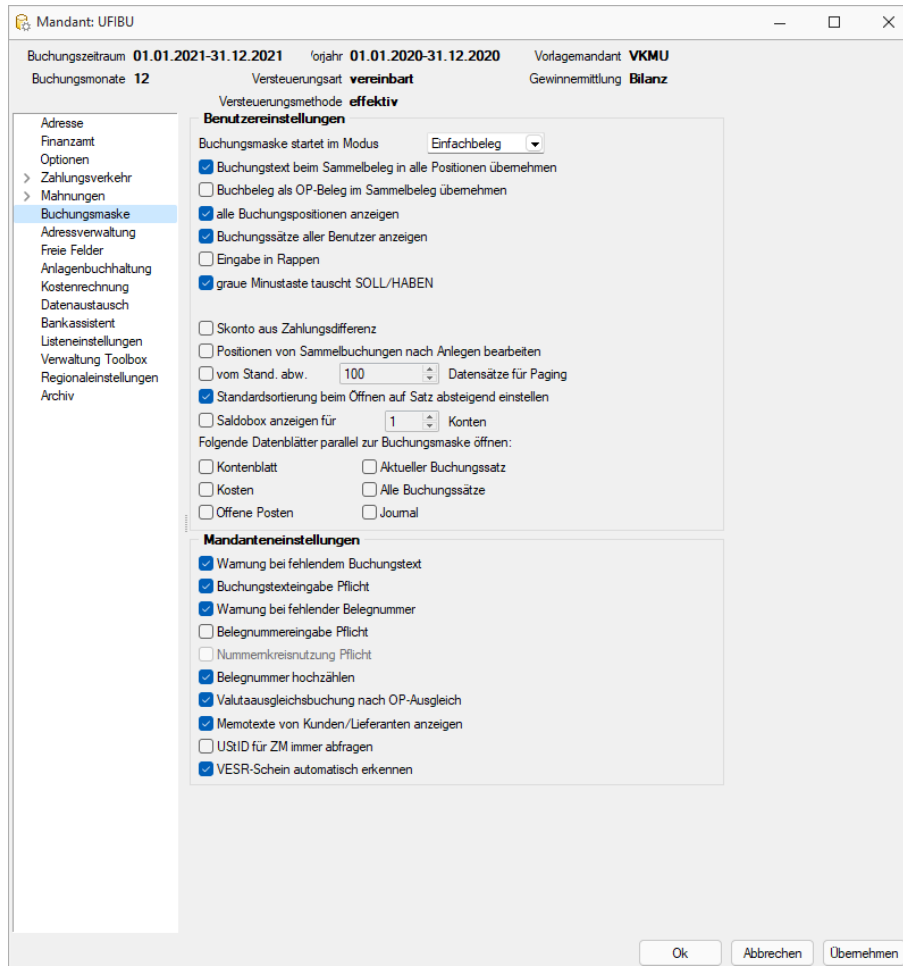 Mandant: UFIBU
Buchungszeitraum 01.01.2021-31.12.2021 'orjahr 01.01.2020-31.12.2020 Vorlagemandant VKMU
Buchungsmonate 12 Versteuerungsart vereinbart Gewinnermittlung Bilanz
Versteuerungsmethode effektiv
Adresse
Finanzamt
Optionen
Zahlungsverkehr
Mahnungen
Buchungsmaske
Adressverwaltung
Freie Felder
Anlagenbuchhaltung
Kostenrechnung
Datenaustausch
Bankassistent
Listeneinstellungen
Verwaltung Toolbox
Regionaleinstellungen
Archiv
Benutzereinstellungen
Buchungsmaske startet im Modus Einfachbeleg
Buchungstext beim Sammelbeleg in alle Positionen übernehmen
Buchbeleg als OP-Beleg im Sammelbeleg übernehmen
alle Buchungspositionen anzeigen
Buchungssätze aller Benutzer anzeigen
Eingabe in Rappen
graue Minustaste tauscht SOLL/HABEN
Skonto aus Zahlungsdifferenz
Positionen von Sammelbuchungen nach Anlegen bearbeiten
vom Stand. abw. 100 Datensätze für Paging
Standardsortierung beim Öffnen auf Satz absteigend einstellen
Saldobox anzeigen für 1 Konten
Folgende Datenblätter parallel zur Buchungsmaske öffnen:
Kontenblatt Aktueller Buchungssatz
Kosten Alle Buchungssätze
Offene Posten Journal
Mandanteneinstellungen
Warnung bei fehlendem Buchungstext
Buchungstexteingabe Pflicht
Warnung bei fehlender Belegnummer
Belegnummereingabe Pflicht
Nummernkreisnutzung Pflicht
Belegnummer hochzählen
Valutaausgleichsbuchung nach OP-Ausgleich
Memotexte von Kunden/Lieferanten anzeigen
UStID für ZM immer abfragen
VESR-Schein automatisch erkennen
Ok Abbrechen Übernehmen